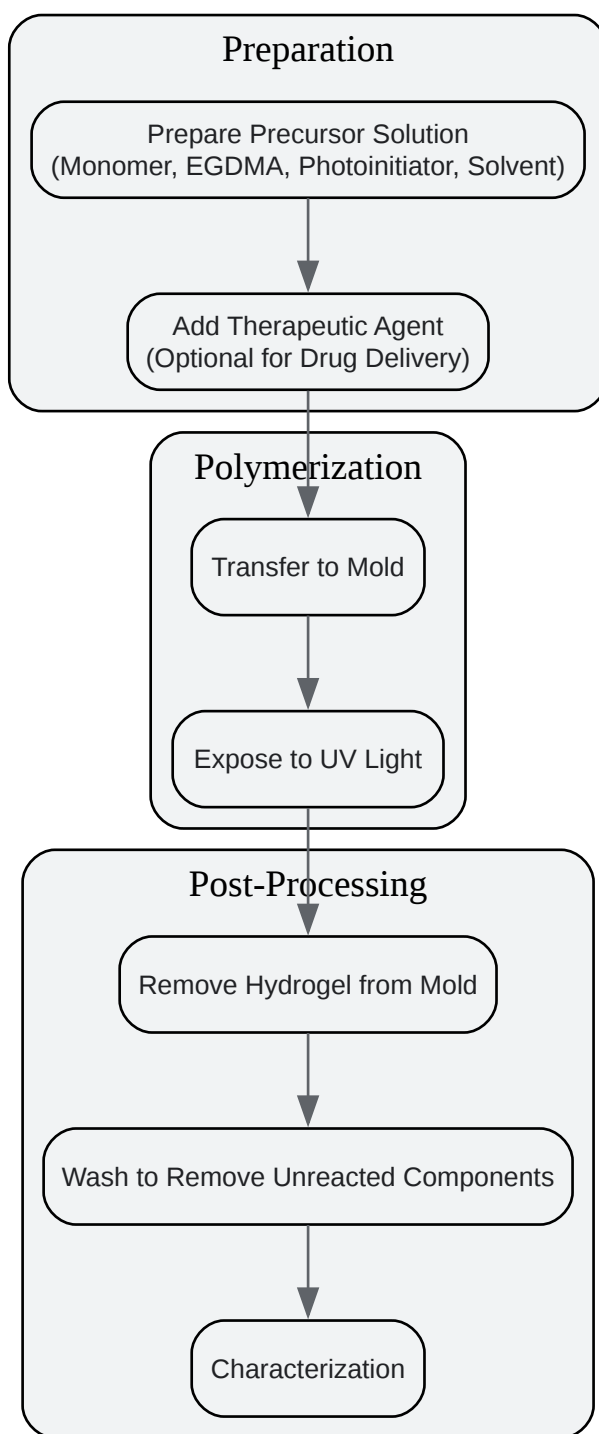 Preparation
Prepare Precursor Solution
(Monomer, EGDMA, Photoinitiator, Solvent)
Add Therapeutic Agent
(Optional for Drug Delivery)
Polymerization
Transfer to Mold
Expose to UV Light
Post-Processing
Remove Hydrogel from Mold
Wash to Remove Unreacted Components
Characterization